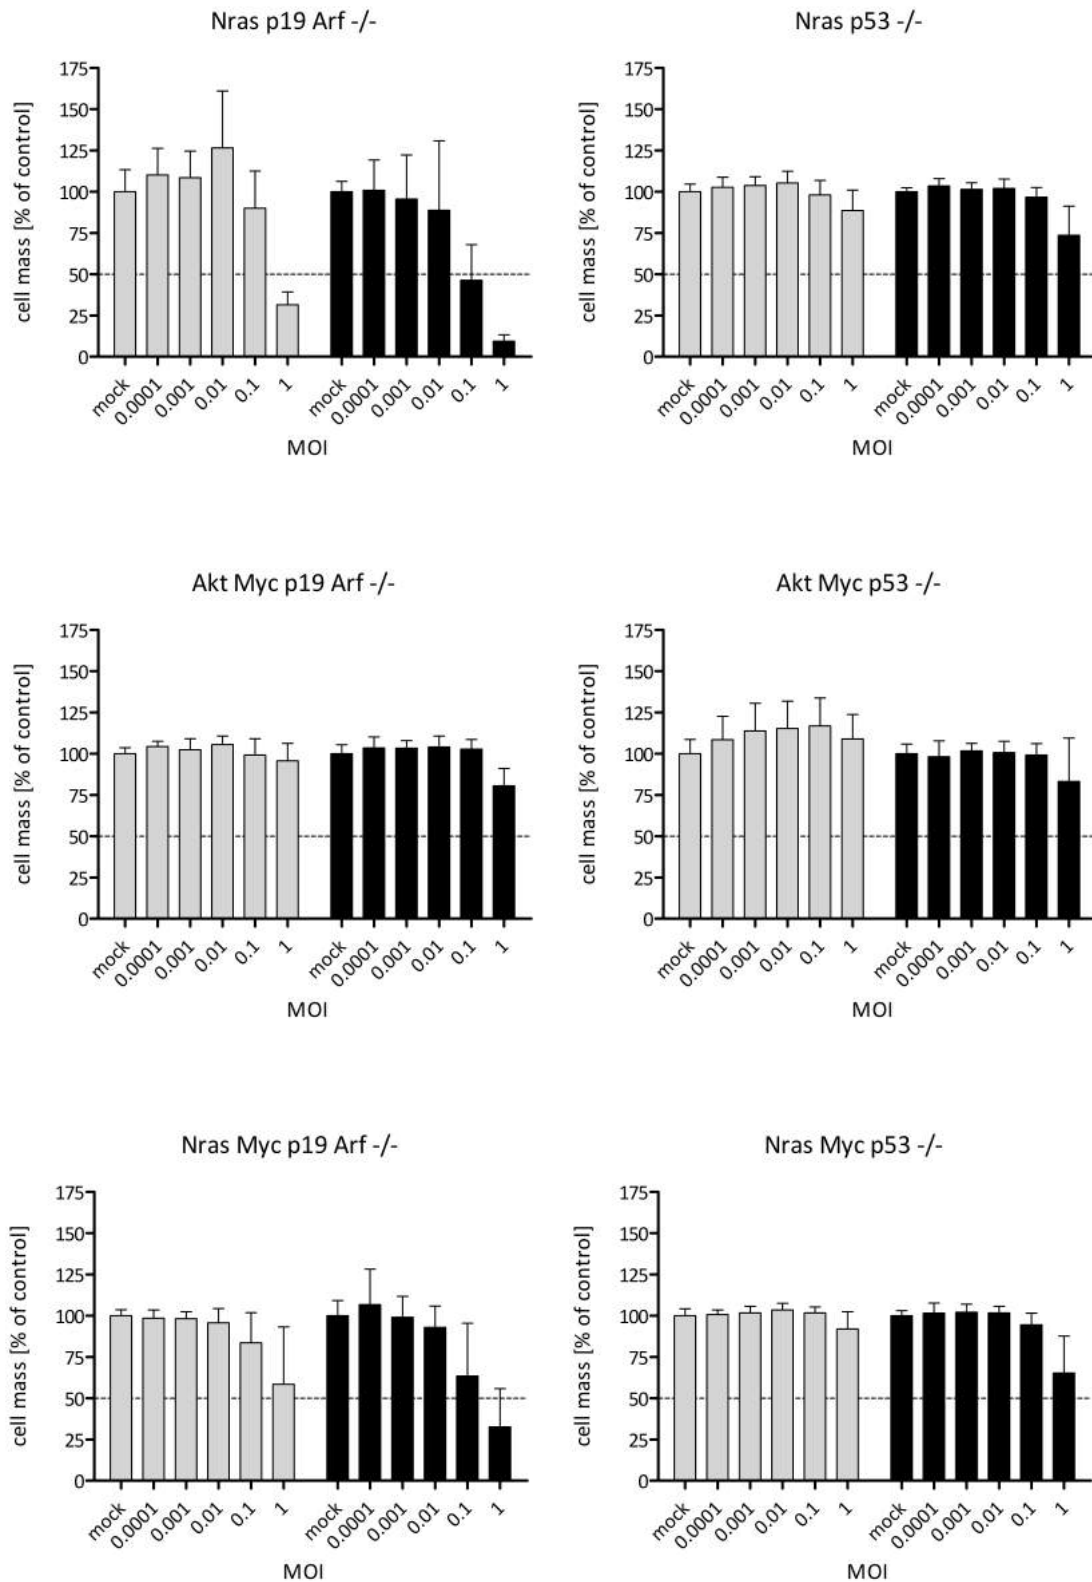 Nras p19 Arf -/-
Nras p53 -/-
cell mass [% of control]
175
150
125
100
75
50
25
0
mock 0.0001 0.001 0.01 0.1 1 mock 0.0001 0.001 0.01 0.1 1
MOI
cell mass [% of control]
175
150
125
100
75
50
25
0
mock 0.0001 0.001 0.01 0.1 1 mock 0.0001 0.001 0.01 0.1 1
MOI
Akt Myc p19 Arf -/-
Akt Myc p53 -/-
cell mass [% of control]
175
150
125
100
75
50
25
0
mock 0.0001 0.001 0.01 0.1 1 mock 0.0001 0.001 0.01 0.1 1
MOI
cell mass [% of control]
175
150
125
100
75
50
25
0
mock 0.0001 0.001 0.01 0.1 1 mock 0.0001 0.001 0.01 0.1 1
MOI
Nras Myc p19 Arf -/-
Nras Myc p53 -/-
cell mass [% of control]
175
150
125
100
75
50
25
0
mock 0.0001 0.001 0.01 0.1 1 mock 0.0001 0.001 0.01 0.1 1
MOI
cell mass [% of control]
175
150
125
100
75
50
25
0
mock 0.0001 0.001 0.01 0.1 1 mock 0.0001 0.001 0.01 0.1 1
MOI